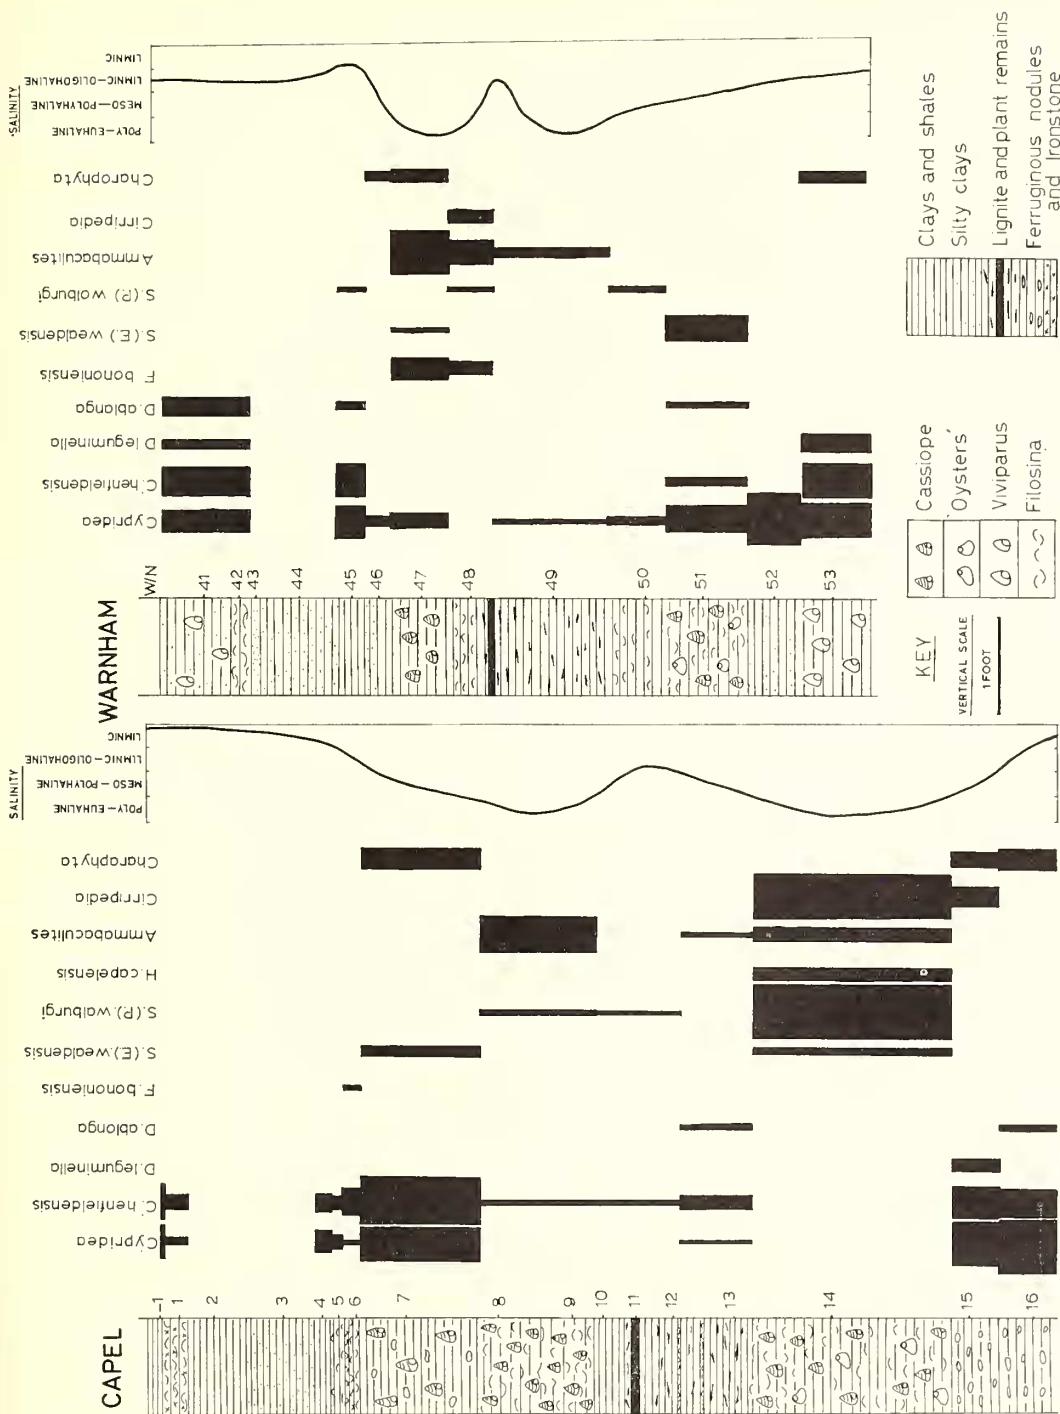 WARNHAM
W/N
41
42
43
44
45
46
47
48
49
50
51
52
53
Cypridea
C. henfieldensis
D. leguminella
D. oblonga
F. bononiensis
S.(E.) wealdensis
S.(P.) walburgi
Ammobaculites
Cirripedia
Charophyta
SALINITY
POLY-EUHALINE
MESO-POLYHALINE
LIMNIC-OLIGOHALINE
LIMNIC
CAPEL
-1
1
2
3
4
5
6
7
8
9
10
11
12
13
14
15
16
Cypridea
C. henfieldensis
D. leguminella
D. oblonga
F. bononiensis
S.(E.) wealdensis
S.(P.) walburgi
H. capelensis
Ammobaculites
Cirripedia
Charophyta
SALINITY
POLY-EUHALINE
MESO-POLYHALINE
LIMNIC-OLIGOHALINE
LIMNIC
KEY
VERTICAL SCALE
1 FOOT
Cassiope
'Oysters'
Viviparus
Filosina
Clays and shales
Silty clays
Lignite and plant remains
Ferruginous nodules
and Ironstone